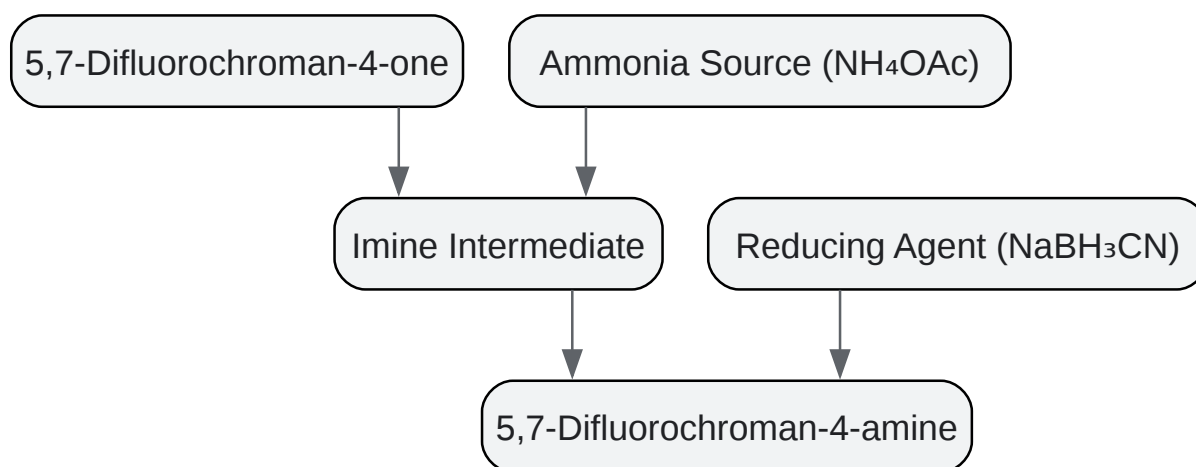 5,7-Difluorochroman-4-one
Ammonia Source (NH₄OAc)
Imine Intermediate
Reducing Agent (NaBH₃CN)
5,7-Difluorochroman-4-amine